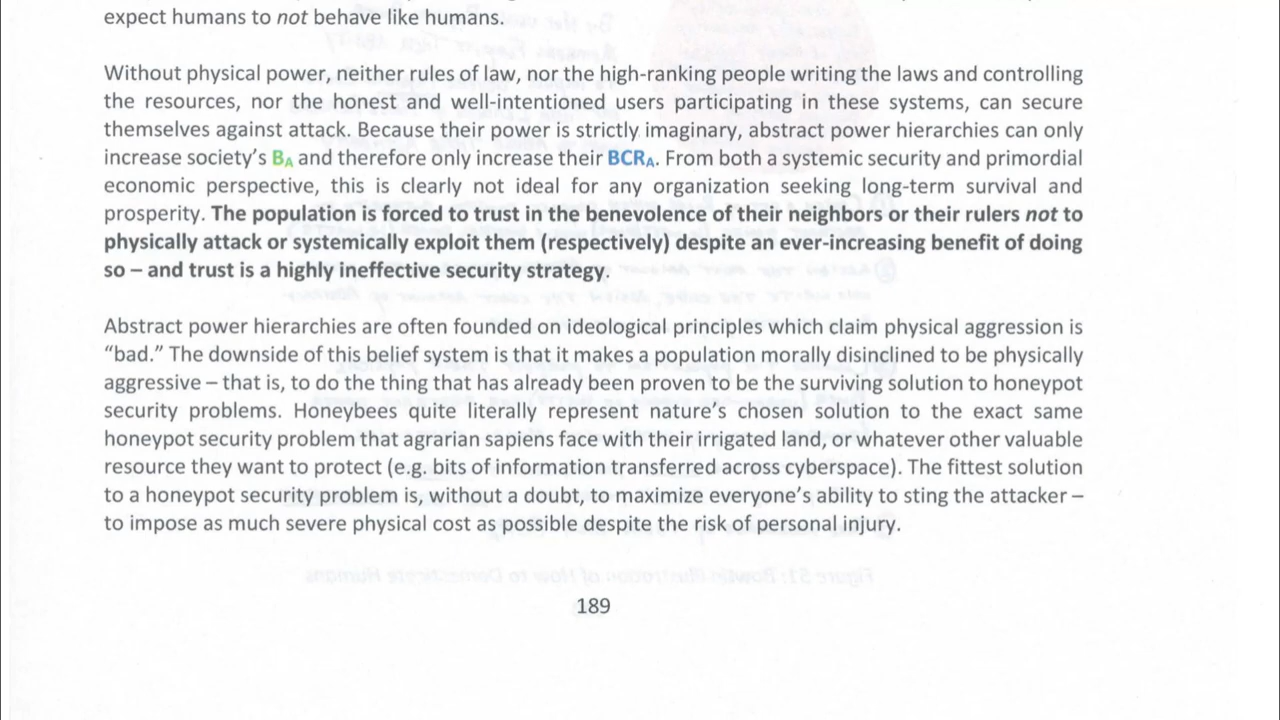 expect humans to not behave like humans.
Without physical power, neither rules of law, nor the high-ranking people writing the laws and controlling
the resources, nor the honest and well-intentioned users participating in these systems, can secure
themselves against attack. Because their power is strictly imaginary, abstract power hierarchies can only
increase society's BA and therefore only increase their BCRA. From both a systemic security and primordial
economic perspective, this is clearly not ideal for any organization seeking long-term survival and
prosperity. The population is forced to trust in the benevolence of their neighbors or their rulers not to
physically attack or systemically exploit them (respectively) despite an ever-increasing benefit of doing
so – and trust is a highly ineffective security strategy.
Abstract power hierarchies are often founded on ideological principles which claim physical aggression is
“bad.” The downside of this belief system is that it makes a population morally disinclined to be physically
aggressive – that is, to do the thing that has already been proven to be the surviving solution to honeypot
security problems. Honeybees quite literally represent nature's chosen solution to the exact same
honeypot security problem that agrarian sapiens face with their irrigated land, or whatever other valuable
resource they want to protect (e.g. bits of information transferred across cyberspace). The fittest solution
to a honeypot security problem is, without a doubt, to maximize everyone's ability to sting the attacker –
to impose as much severe physical cost as possible despite the risk of personal injury.
Figure 51: Bowtie Illustration of How to Domesticate Humans
189